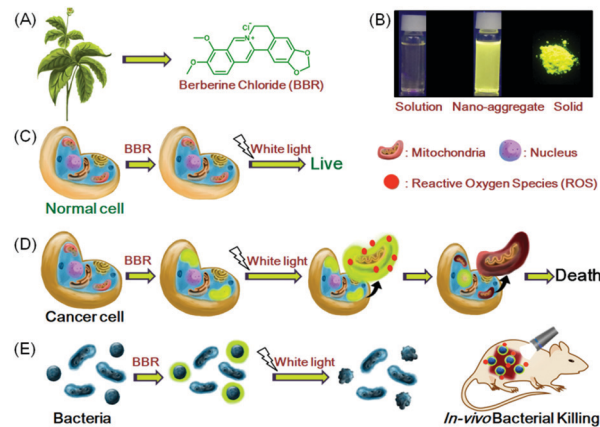 (A)
Cl⁻
N⁺
O
O
O
O
Berberine Chloride (BBR)
(B)
Solution
Nano-aggregate
Solid
(C)
BBR
White light
Live
Normal cell
: Mitochondria
: Nucleus
: Reactive Oxygen Species (ROS)
(D)
BBR
White light
Death
Cancer cell
(E)
BBR
White light
Bacteria
In-vivo Bacterial Killing